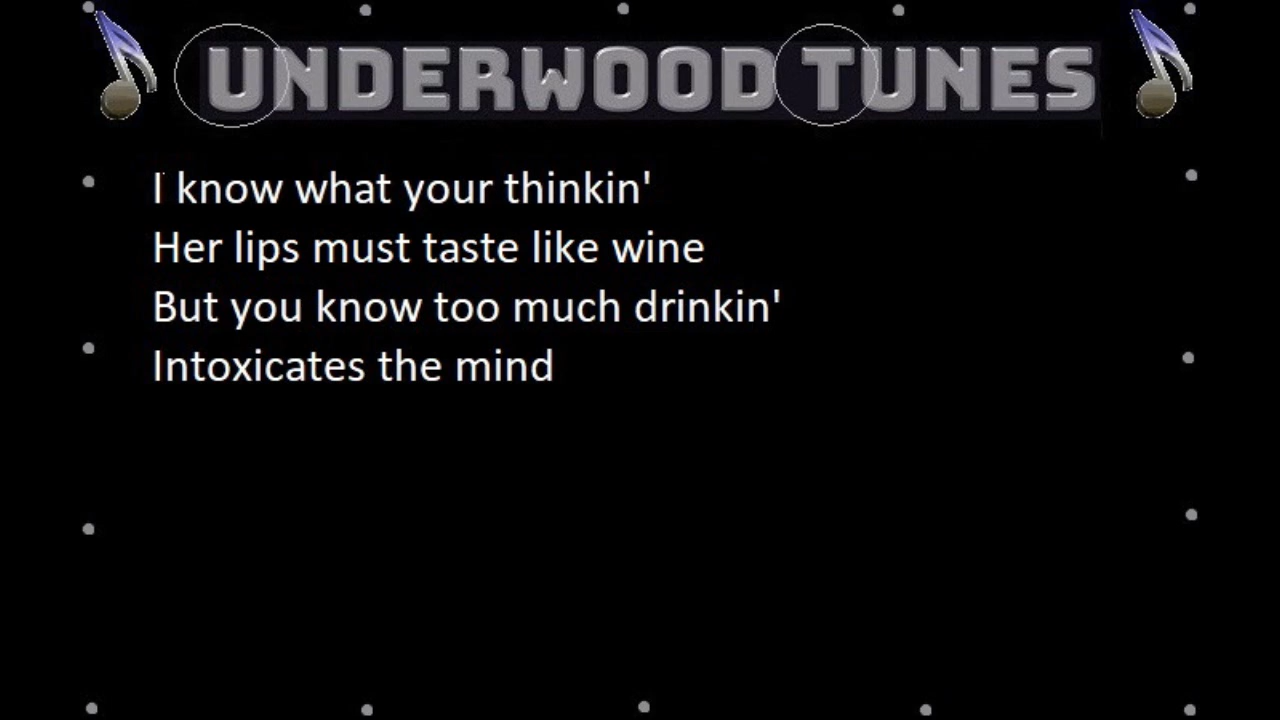 UNDERWOOD TUNES
I know what your thinkin'
Her lips must taste like wine
But you know too much drinkin'
Intoxicates the mind